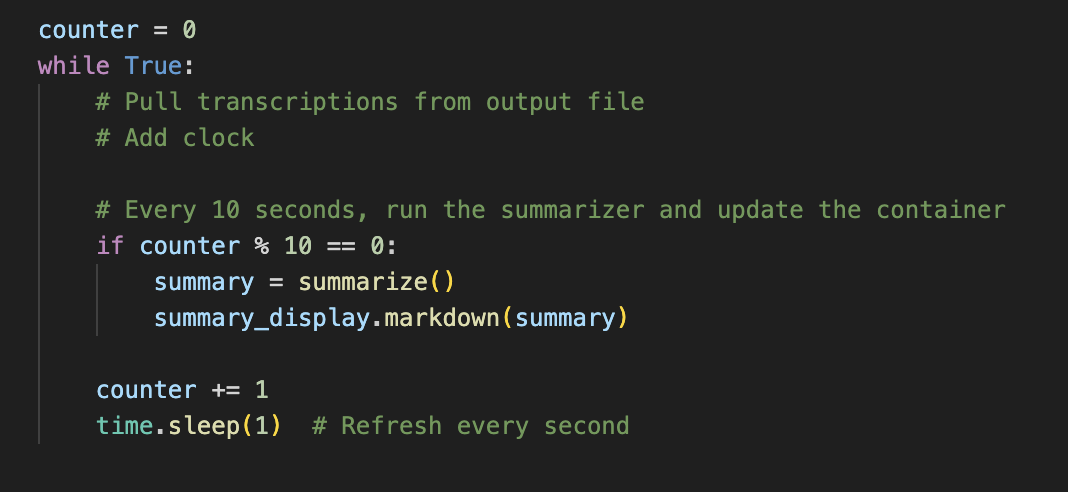 counter = 0
while True:
    # Pull transcriptions from output file
    # Add clock

    # Every 10 seconds, run the summarizer and update the container
    if counter % 10 == 0:
        summary = summarize()
        summary_display.markdown(summary)

    counter += 1
    time.sleep(1)  # Refresh every second